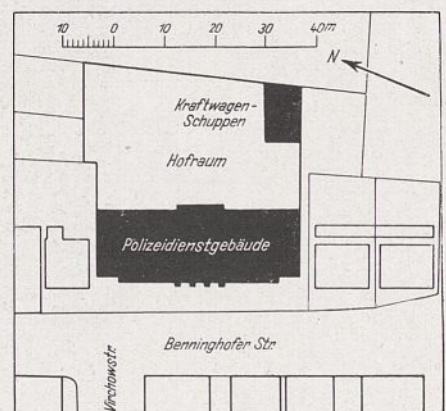 10 0 10 20 30 40m
N
Kraftwagen-
Schuppen
Hofraum
Polizeidienstgebäude
Benninghofer Str.
Virchowstr.